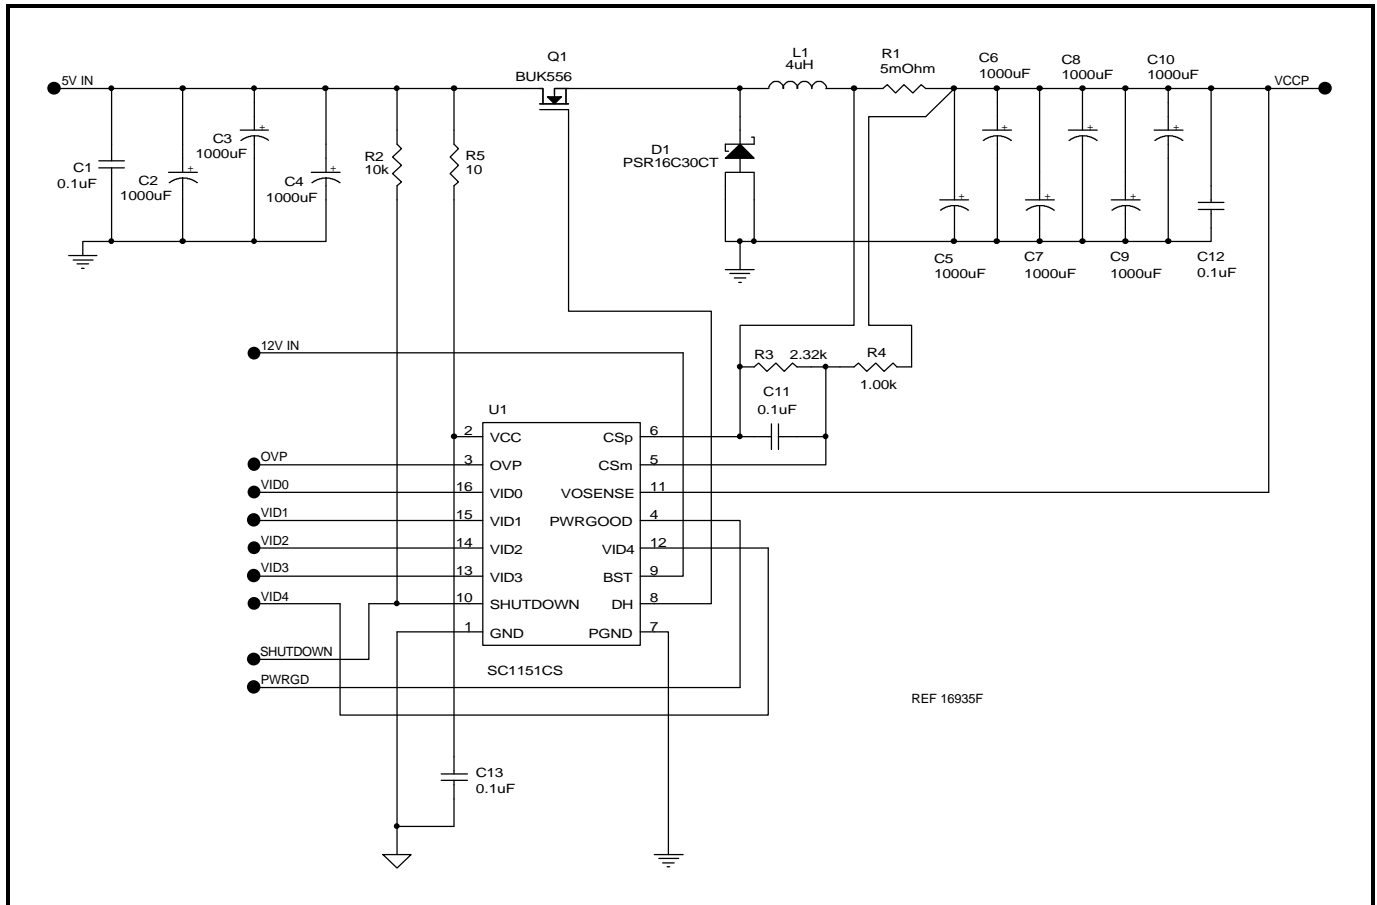 5V IN
Q1
BUK556
L1
4uH
R1
5mOhm
C6
1000uF
C8
1000uF
C10
1000uF
VCCP
C1
0.1uF
C2
1000uF
C3
1000uF
C4
1000uF
R2
10k
R5
10
D1
PSR16C30CT
C5
1000uF
C7
1000uF
C9
1000uF
C12
0.1uF
12V IN
R3 2.32k
R4
1.00k
C11
0.1uF
U1
2 VCC CSp 6
OVP 3 OVP CSm 5
VID0 16 VID0 VOSENSE 11
VID1 15 VID1 PWRGOOD 4
VID2 14 VID2 VID4 12
VID3 13 VID3 BST 9
VID4 10 SHUTDOWN DH 8
1 GND PGND 7
SHUTDOWN
SC1151CS
PWRGD
REF 16935F
C13
0.1uF
+
+
+
+
+
+
+
+
+